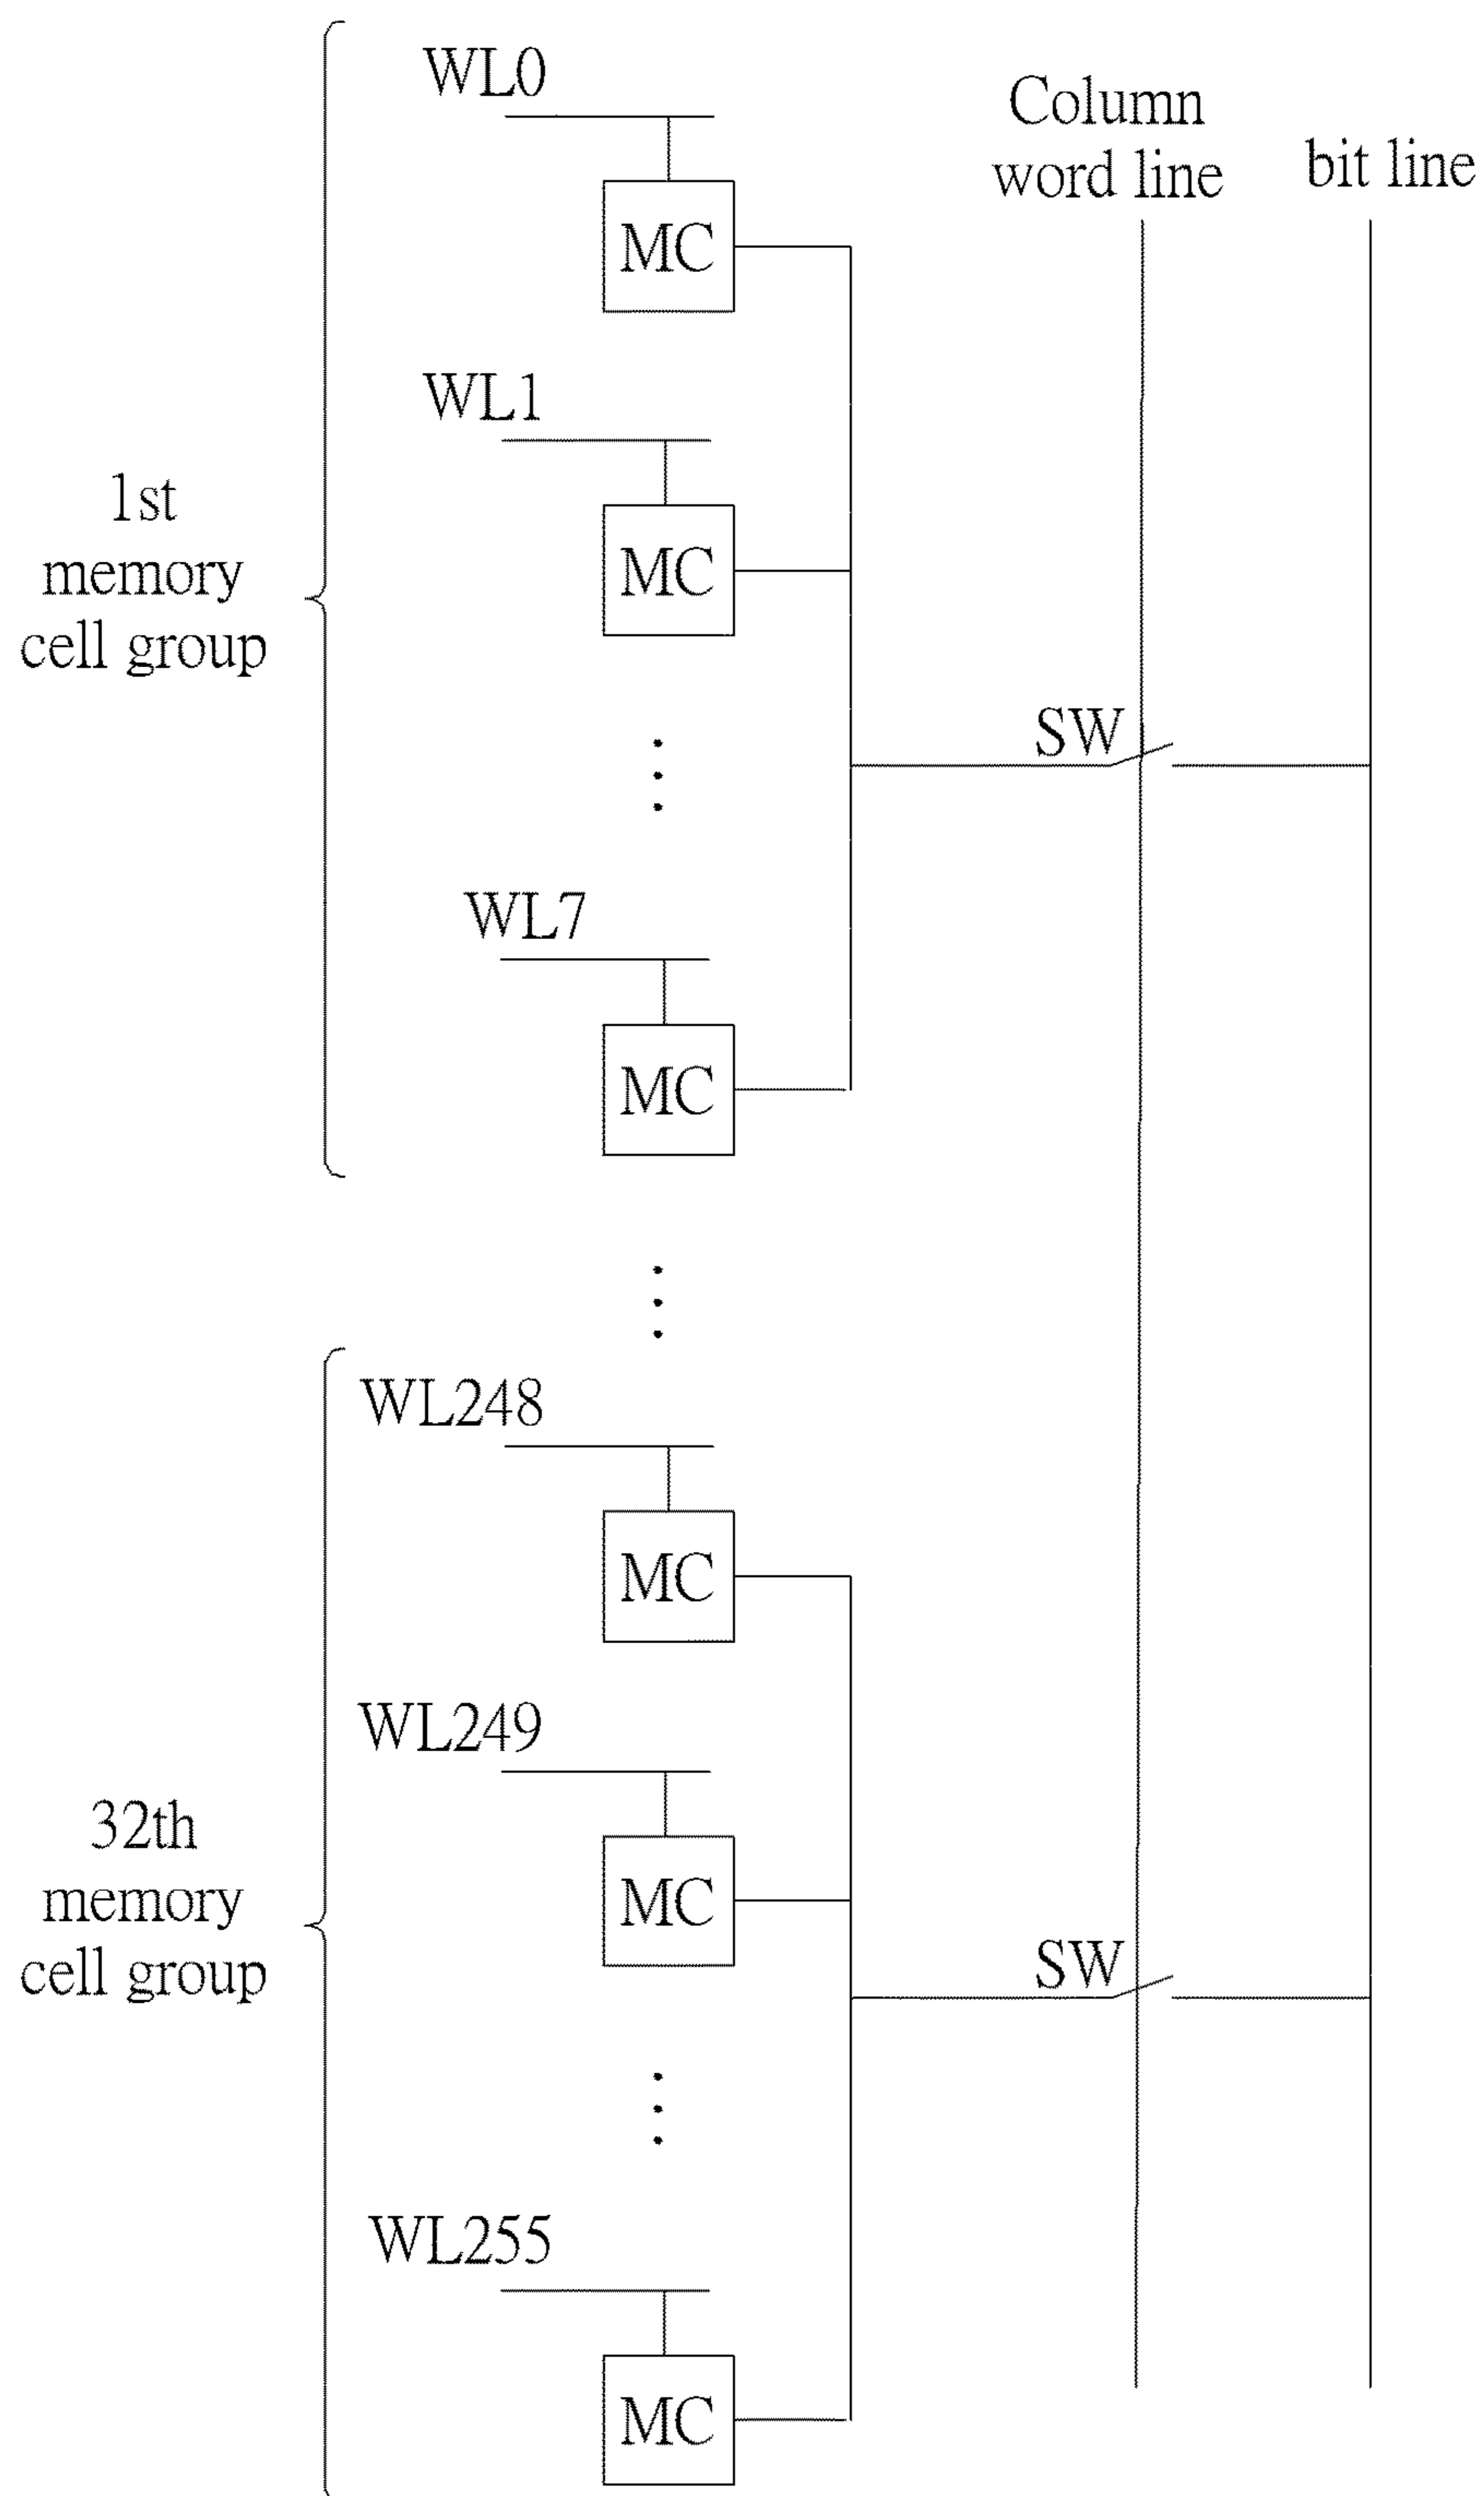 WL0
Column
word line
bit line
MC
WL1
1st
memory
cell group
MC
SW
WL7
MC
WL248
MC
WL249
32th
memory
cell group
MC
SW
WL255
MC